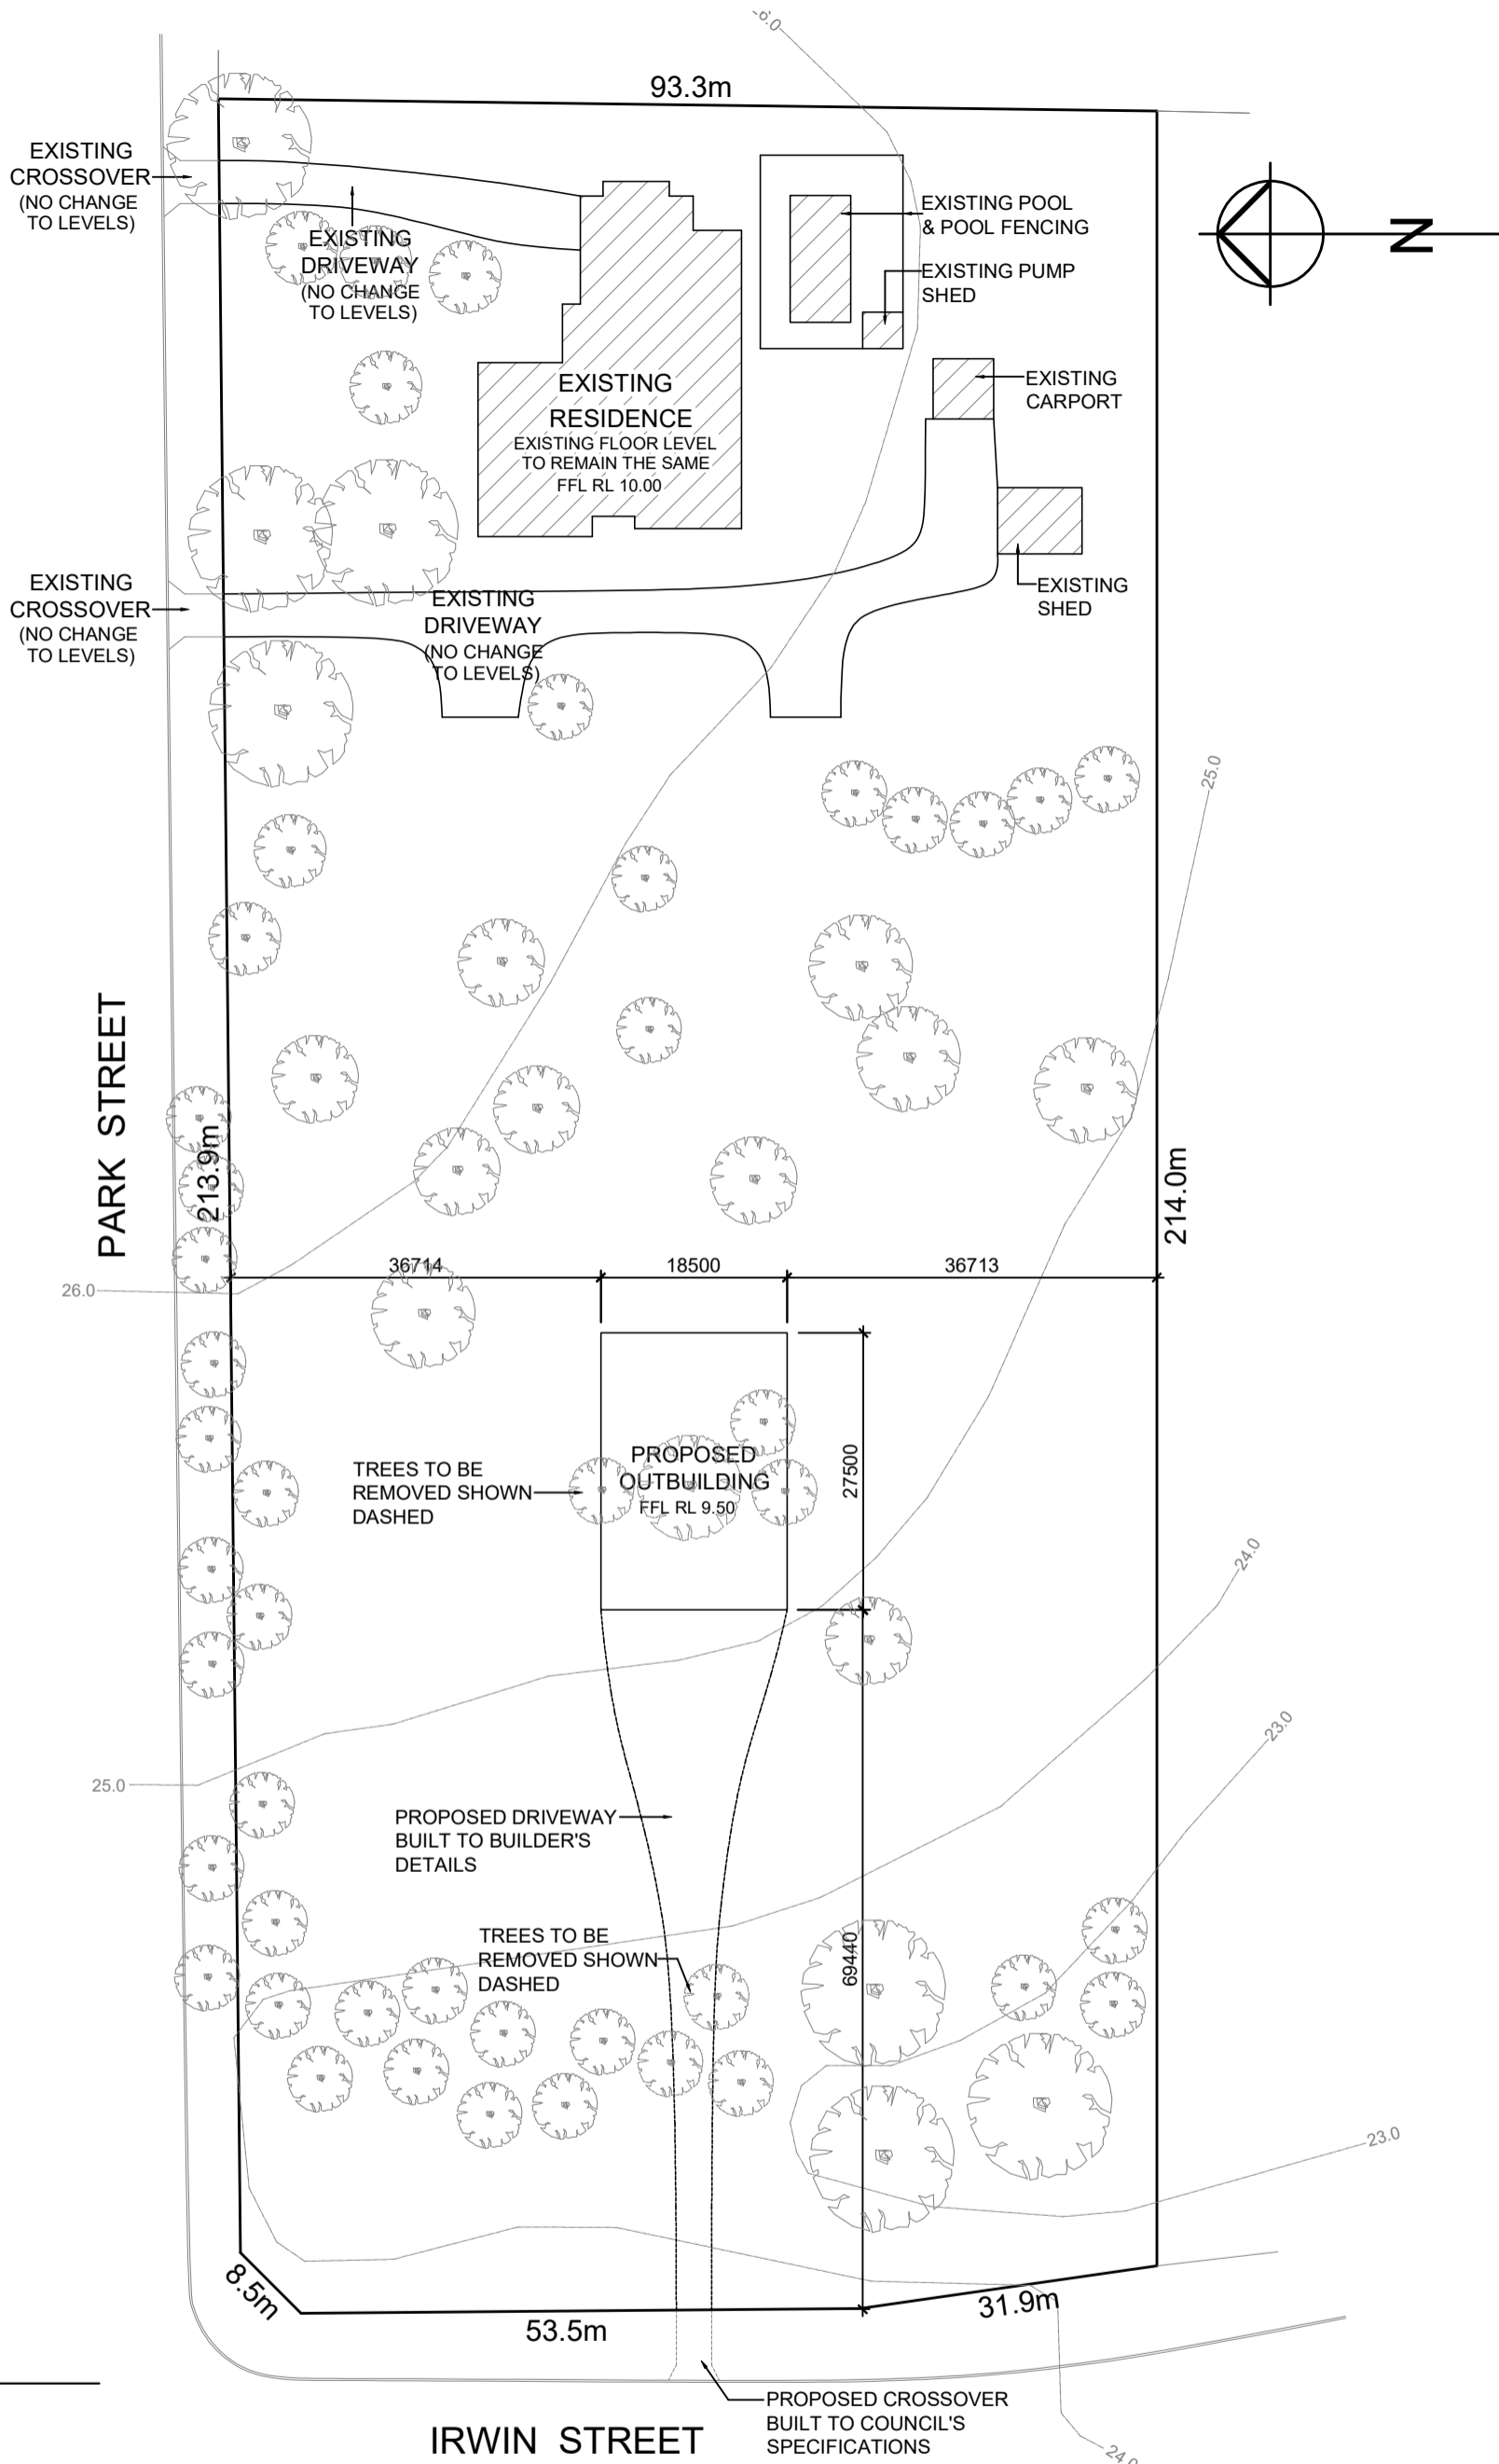 26.0
93.3m
EXISTING
CROSSOVER
(NO CHANGE
TO LEVELS)
EXISTING
DRIVEWAY
(NO CHANGE
TO LEVELS)
EXISTING POOL
& POOL FENCING
EXISTING PUMP
SHED
N
EXISTING
CARPORT
EXISTING
RESIDENCE
EXISTING FLOOR LEVEL
TO REMAIN THE SAME
FFL RL 10.00
EXISTING
SHED
EXISTING
CROSSOVER
(NO CHANGE
TO LEVELS)
EXISTING
DRIVEWAY
(NO CHANGE
TO LEVELS)
25.0
PARK STREET
213.9m
214.0m
36714
18500
36713
26.0
PROPOSED
OUTBUILDING
FFL RL 9.50
27500
TREES TO BE
REMOVED SHOWN
DASHED
24.0
23.0
25.0
PROPOSED DRIVEWAY
BUILT TO BUILDER'S
DETAILS
TREES TO BE
REMOVED SHOWN
DASHED
69440
23.0
8.5m
53.5m
31.9m
PROPOSED CROSSOVER
BUILT TO COUNCIL'S
SPECIFICATIONS
IRWIN STREET
24.0